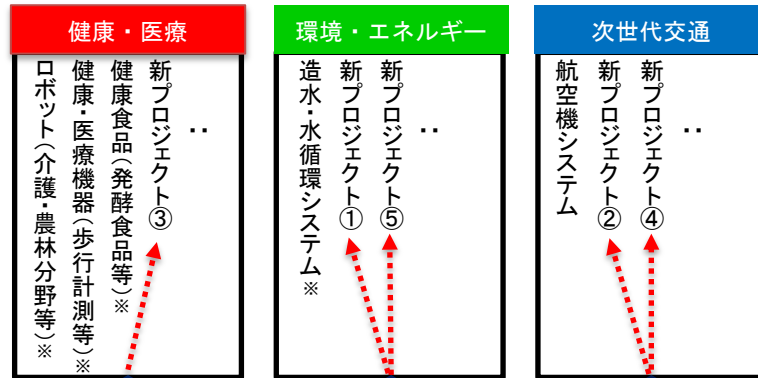 健康・医療
ロボット（介護・農林分野等）※
健康・医療機器（歩行計測等）※
健康食品（発酵食品等）※
新プロジェクト③
：
環境・エネルギー
造水・水循環システム※
新プロジェクト①
新プロジェクト⑤
：
次世代交通
航空機システム
新プロジェクト②
新プロジェクト④
：